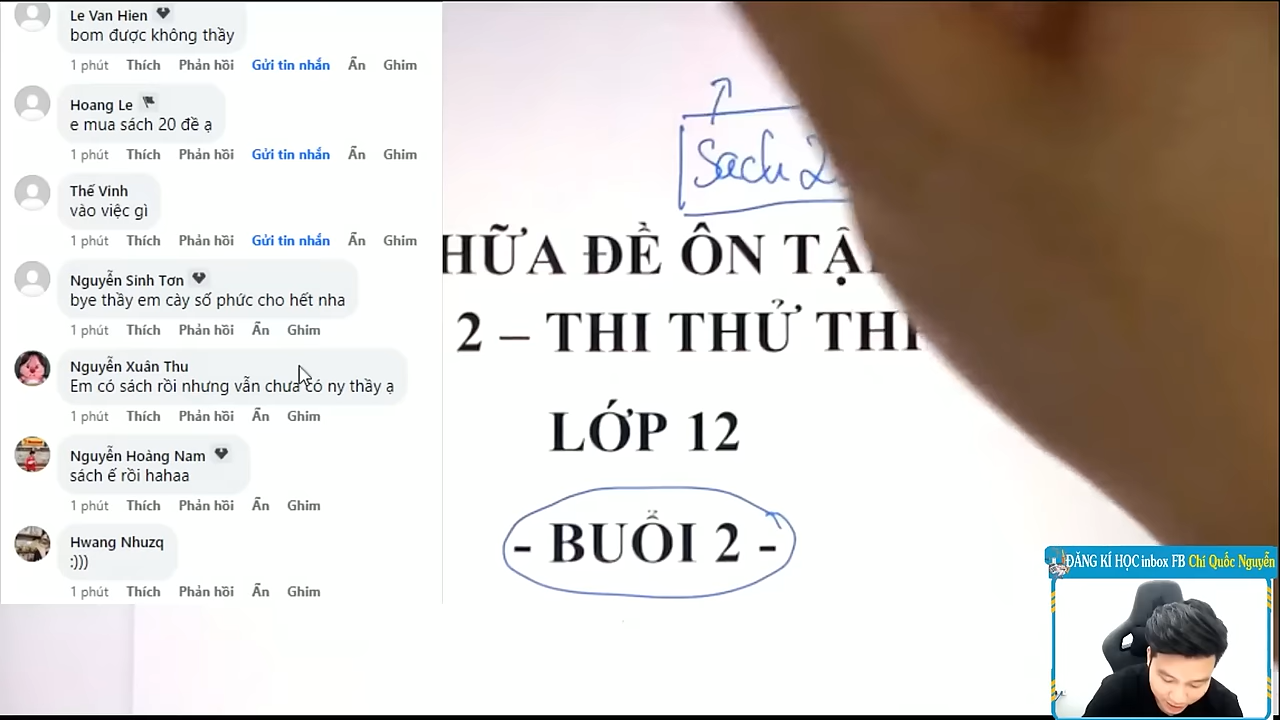 Le Van Hien
bom được không thầy
1 phút Thích Phản hồi Gửi tin nhắn Ẩn Ghim
Hoang Le
e mua sách 20 đề ạ
1 phút Thích Phản hồi Gửi tin nhắn Ẩn Ghim
Thế Vinh
vào việc gì
1 phút Thích Phản hồi Gửi tin nhắn Ẩn Ghim
Nguyễn Sinh Tơn
bye thầy em cày số phức cho hết nha
1 phút Thích Phản hồi Ẩn Ghim
Nguyễn Xuân Thu
Em có sách rồi nhưng vẫn chưa có ny thầy ạ
1 phút Thích Phản hồi Ẩn Ghim
Nguyễn Hoàng Nam
sách ế rồi hahaa
1 phút Thích Phản hồi Ẩn Ghim
Hwang Nhuzq
:)))
1 phút Thích Phản hồi Ẩn Ghim
Sach 2
HỮA ĐỀ ÔN TẬ
2 – THI THỬ TH
LỚP 12
- BUỔI 2 -
ĐĂNG KÍ HỌC inbox FB Chí Quốc Nguyễn